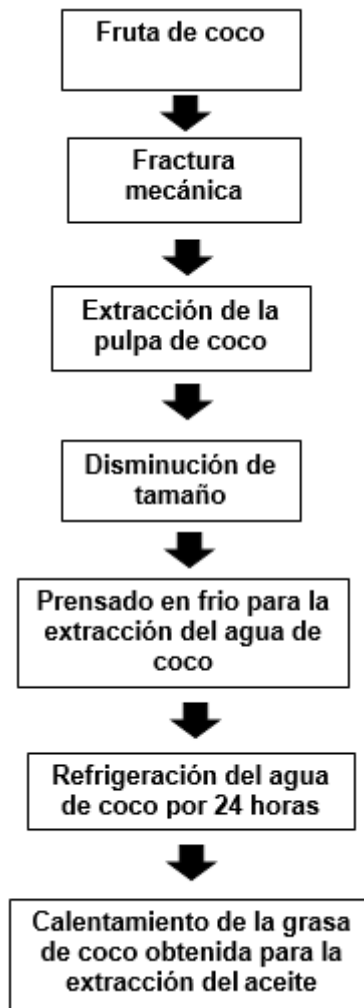 Fruta de coco
Fractura
mecánica
Extracción de la
pulpa de coco
Disminución de
tamaño
Prensado en frio para la
extracción del agua de
coco
Refrigeración del agua
de coco por 24 horas
Calentamiento de la grasa
de coco obtenida para la
extracción del aceite